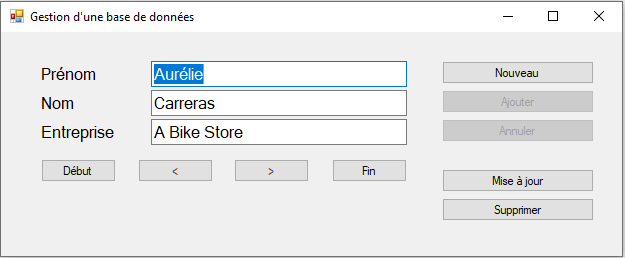 Gestion d'une base de données
Prénom Aurélie
Nom Carreras
Entreprise A Bike Store
Début < > Fin
Nouveau
Ajouter
Annuler
Mise à jour
Supprimer